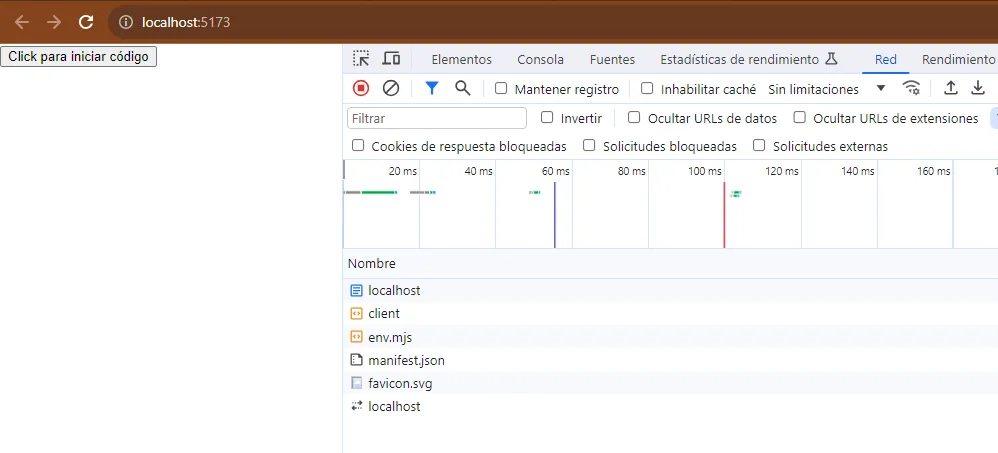 localhost:5173
Click para iniciar código
Elementos Consola Fuentes Estadísticas de rendimiento Red Rendimiento
Mantener registro Inhabilitar caché Sin limitaciones
Filtrar Invertir Ocultar URLs de datos Ocultar URLs de extensiones
Cookies de respuesta bloqueadas Solicitudes bloqueadas Solicitudes externas
20 ms 40 ms 60 ms 80 ms 100 ms 120 ms 140 ms 160 ms
Nombre
localhost
client
env.mjs
manifest.json
favicon.svg
localhost